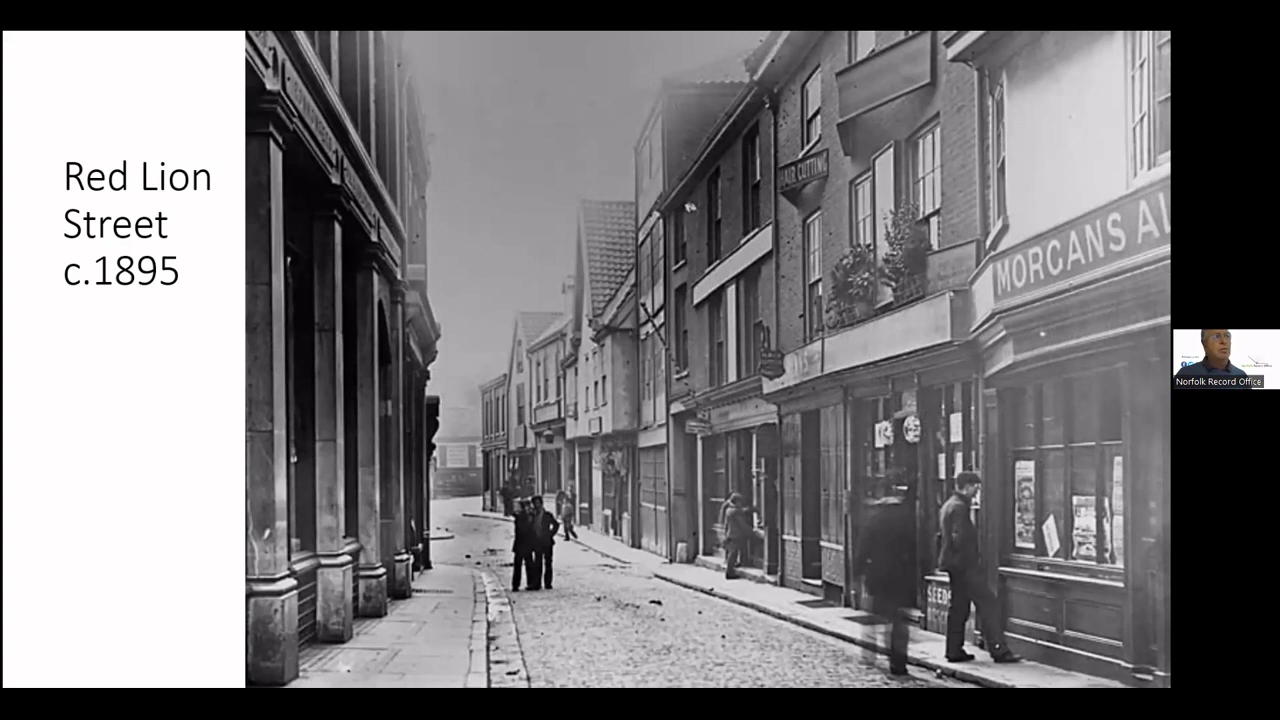 Red Lion
Street
c.1895
HAIR CUTTING
MORGANS
SEEDS
Norfolk Record Office